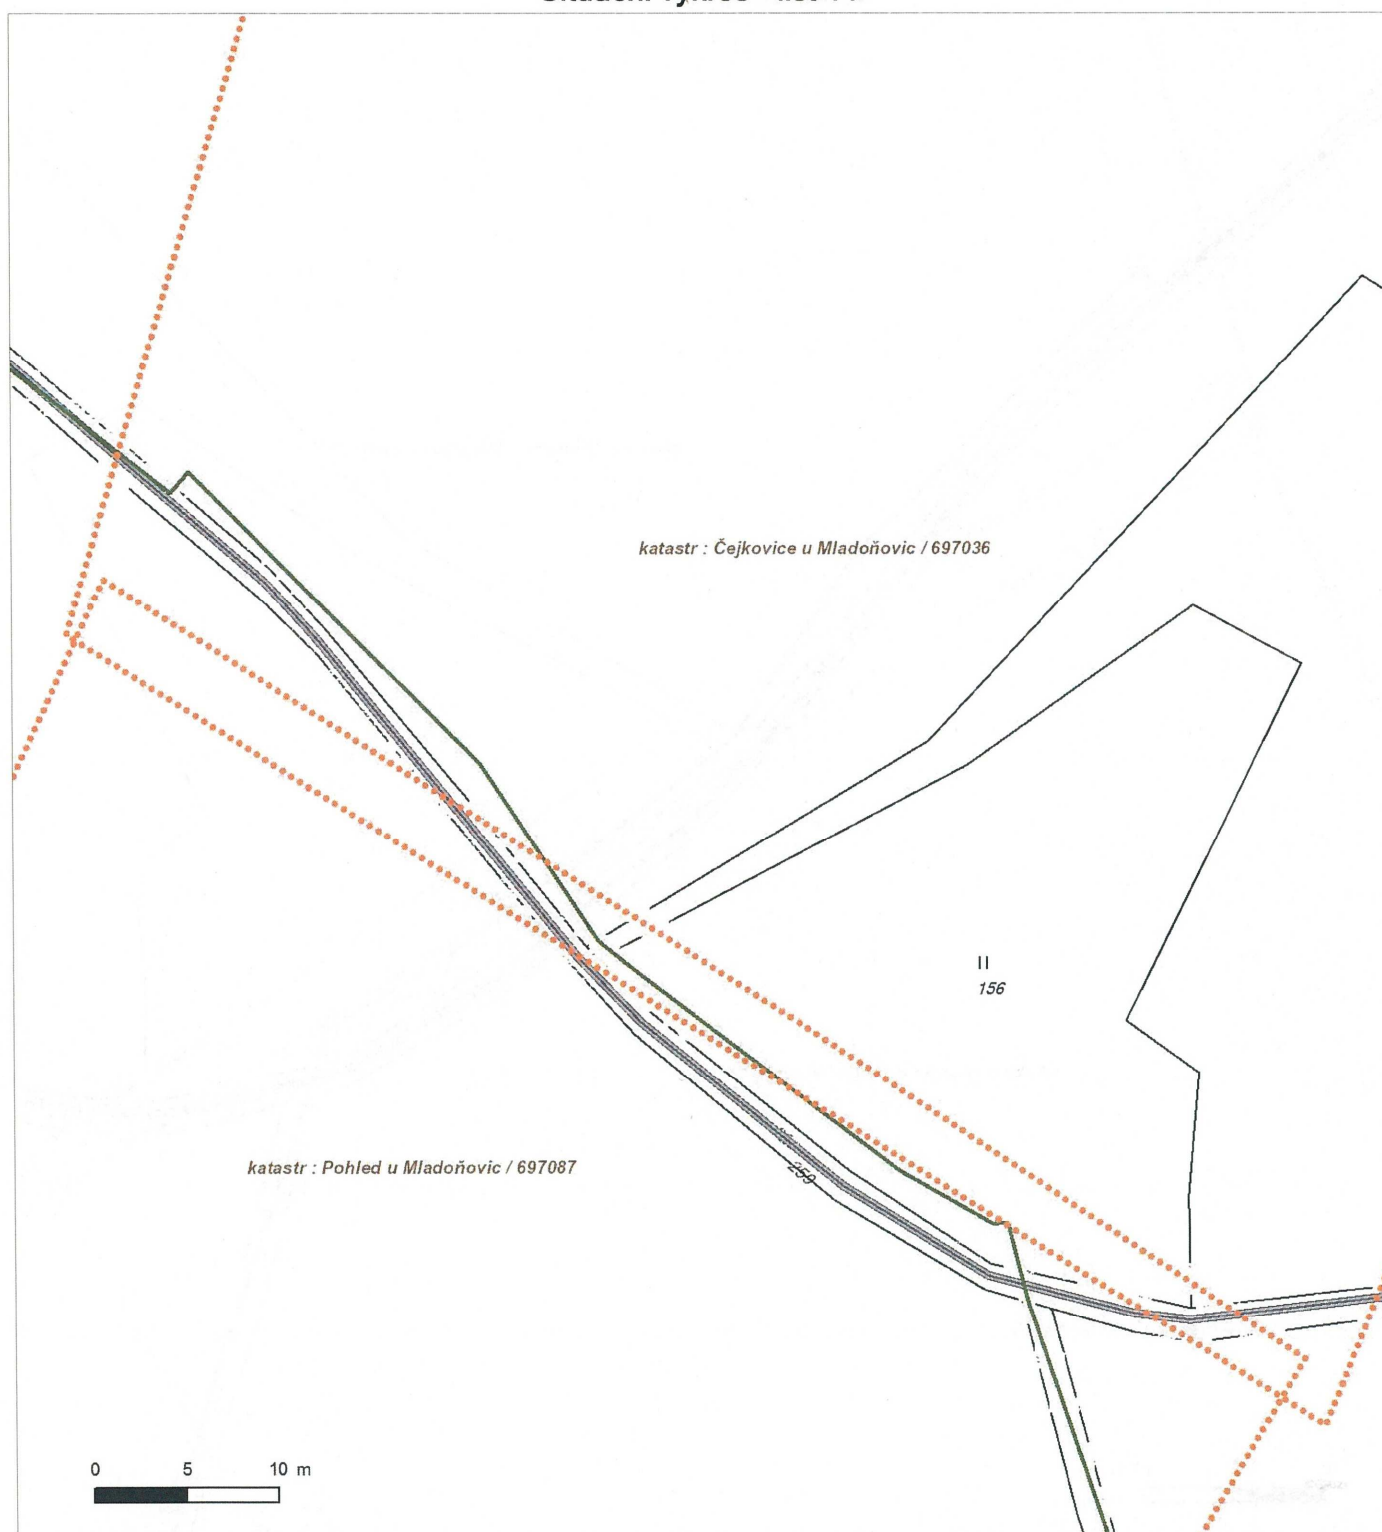 katastr : Čejkovice u Mladoňovic / 697036
II
156
katastr : Pohled u Mladoňovic / 697087
259
0 5 10 m